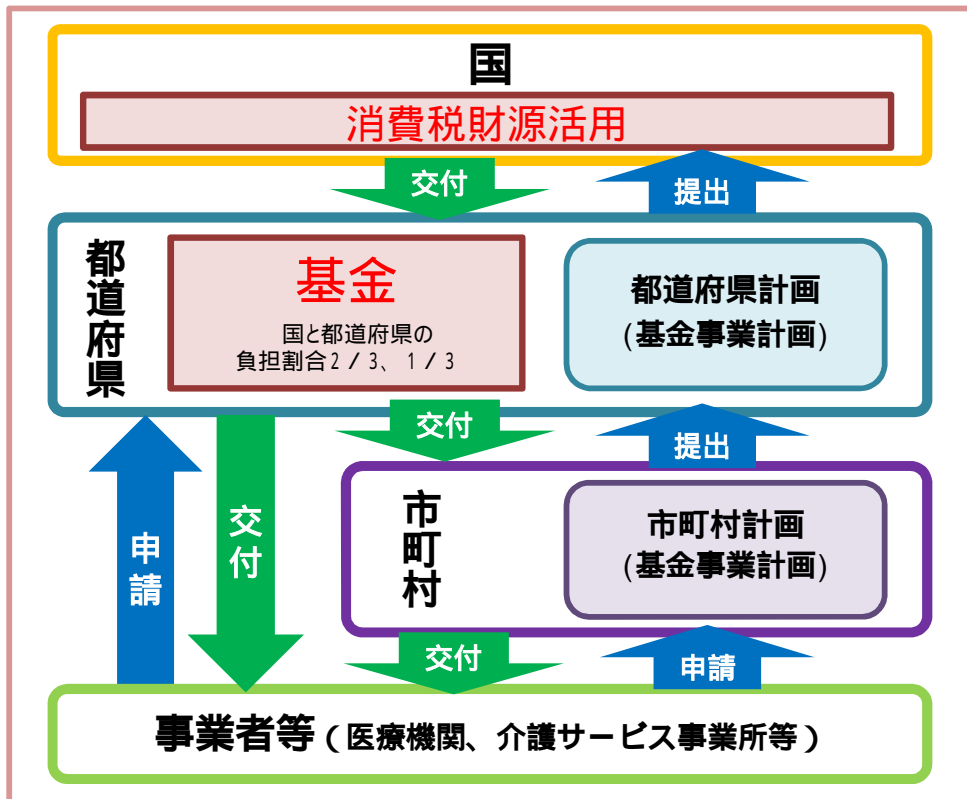 国
消費税財源活用
交付
提出
都道府県
基金
国と都道府県の
負担割合2/3、1/3
都道府県計画
(基金事業計画)
交付
提出
申請
交付
市町村
市町村計画
(基金事業計画)
交付
申請
事業者等(医療機関、介護サービス事業所等)